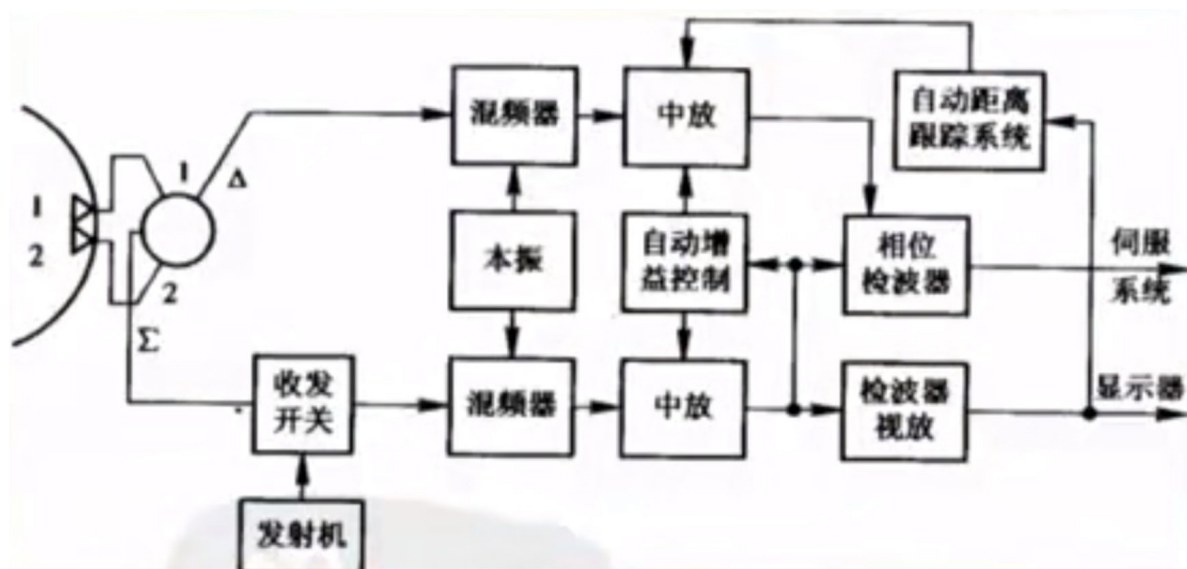 混频器
中放
自动距离
跟踪系统
1
Δ
1
2
本振
自动增
益控制
相位
检波器
伺服
系统
2
Σ
收发
开关
混频器
中放
检波器
视放
显示器
发射机